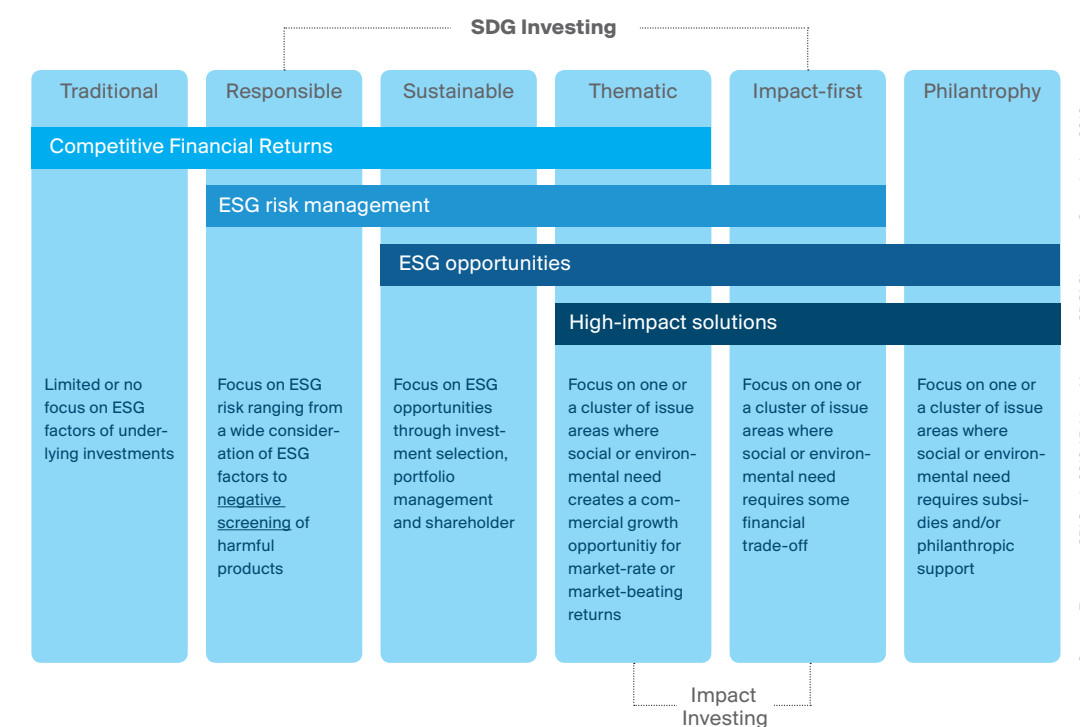 SDG Investing
Traditional
Responsible
Sustainable
Thematic
Impact-first
Philantrophy
Competitive Financial Returns
ESG risk management
ESG opportunities
High-impact solutions
Limited or no
focus on ESG
factors of under-
lying investments
Focus on ESG
risk ranging from
a wide consider-
ation of ESG
factors to
negative
screening of
harmful
products
Focus on ESG
opportunities
through invest-
ment selection,
portfolio
management
and shareholder
Focus on one or
a cluster of issue
areas where
social or environ-
mental need
creates a com-
mercial growth
opportunitiy for
market-rate or
market-beating
returns
Focus on one or
a cluster of issue
areas where
social or environ-
mental need
requires some
financial
trade-off
Focus on one or
a cluster of issue
areas where
social or environ-
mental need
requires subsi-
dies and/or
philanthropic
support
Impact
Investing